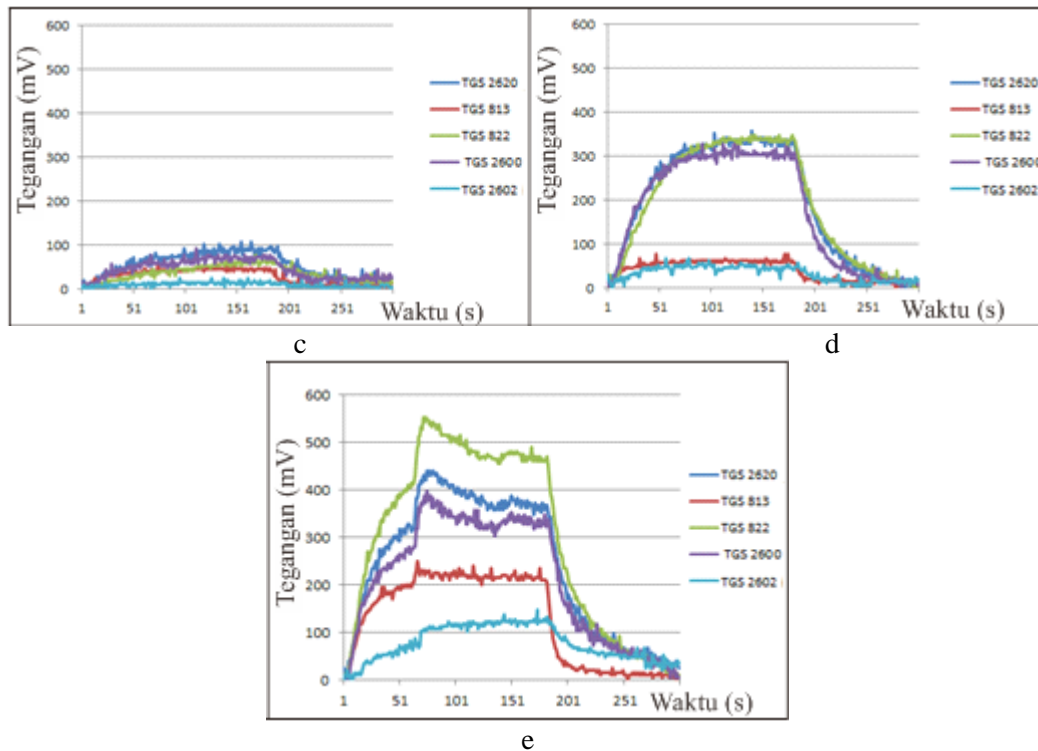 Tegangan (mV)
600
500
400
300
200
100
0
TGS 2620
TGS 813
TGS 822
TGS 2600
TGS 2602
1 51 101 151 201 251
Waktu (s)
c
Tegangan (mV)
600
500
400
300
200
100
0
TGS 2620
TGS 813
TGS 822
TGS 2600
TGS 2602
1 51 101 151 201 251
Waktu (s)
d
Tegangan (mV)
600
500
400
300
200
100
0
TGS 2620
TGS 813
TGS 822
TGS 2600
TGS 2602
1 51 101 151 201 251
Waktu (s)
e